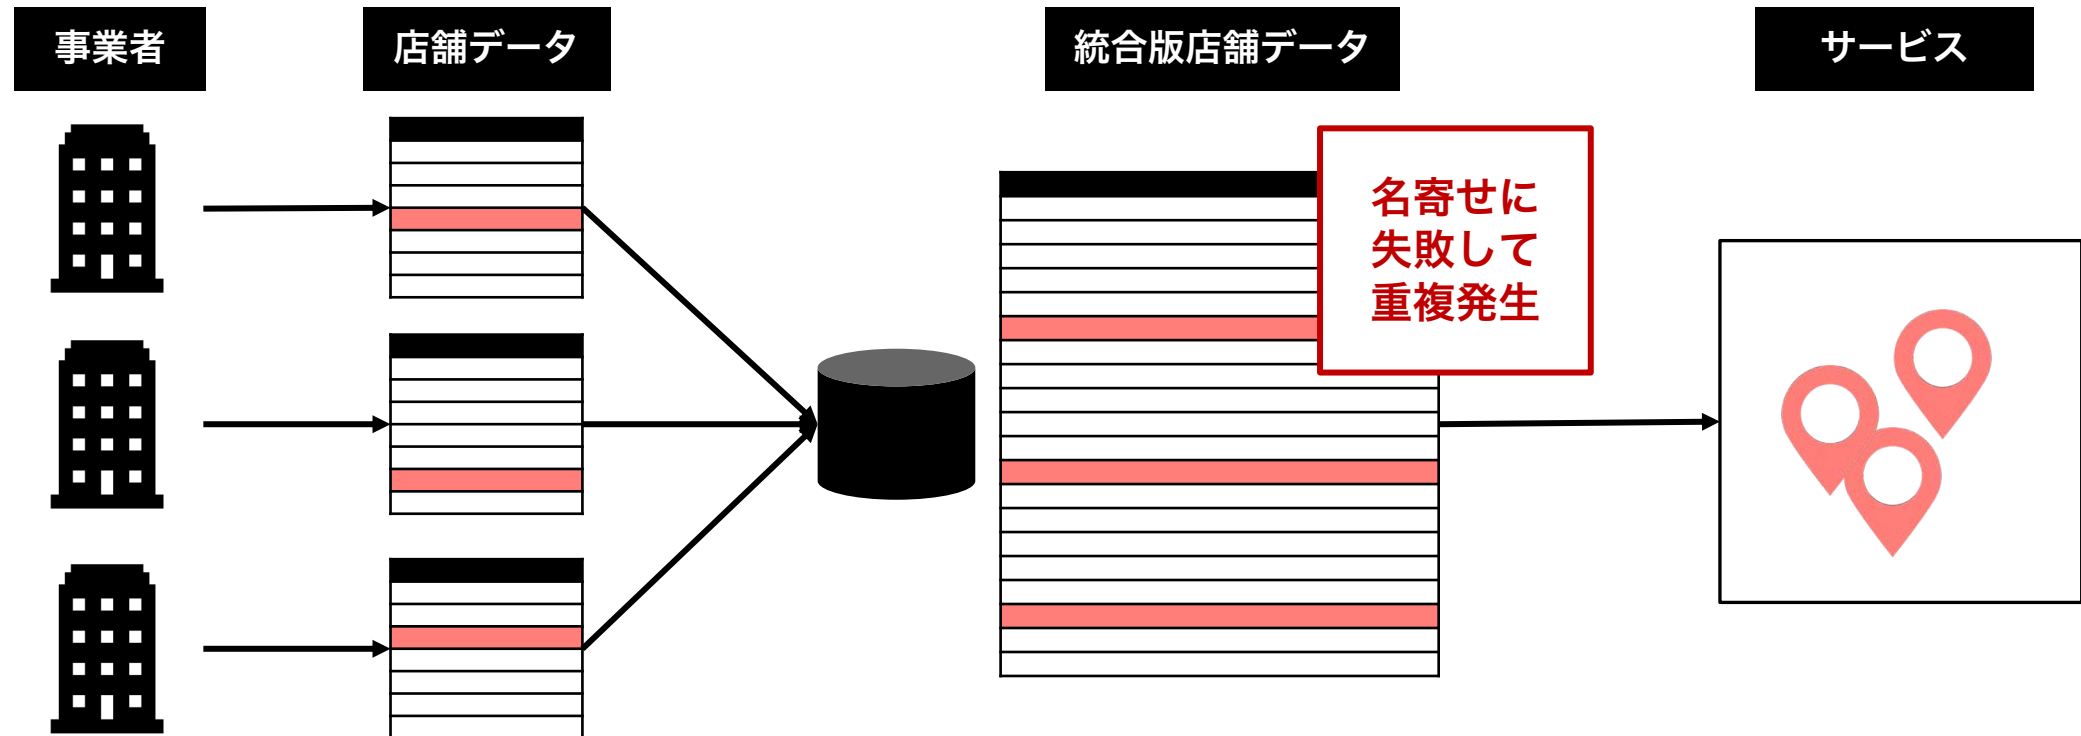 事業者
店舗データ
統合版店舗データ
サービス
名寄せに
失敗して
重複発生